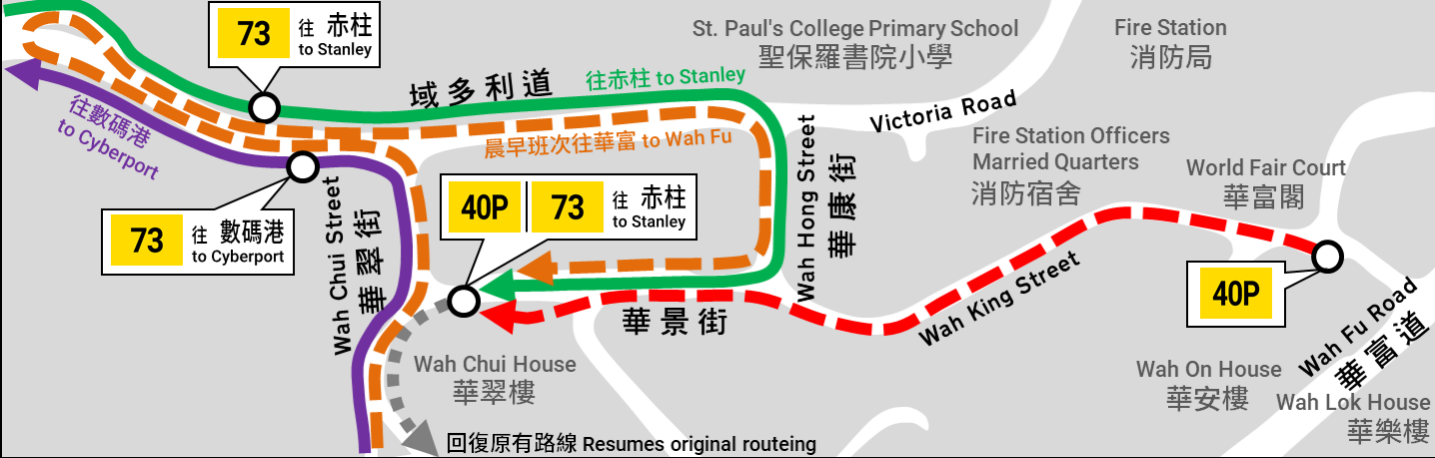 73 往 赤柱
to Stanley
St. Paul's College Primary School
聖保羅書院小學
Fire Station
消防局
域多利道
往赤柱 to Stanley
往數碼港
to Cyberport
晨早班次往華富 to Wah Fu
Victoria Road
Fire Station Officers
Married Quarters
消防宿舍
World Fair Court
華富閣
Wah Hong Street
華康街
40P 73 往 赤柱
to Stanley
73 往 數碼港
to Cyberport
Wah Chui Street
華翠街
華景街
Wah King Street
40P
Wah Fu Road
華富道
Wah Chui House
華翠樓
Wah On House
華安樓
Wah Lok House
華樂樓
回復原有路線 Resumes original routeing